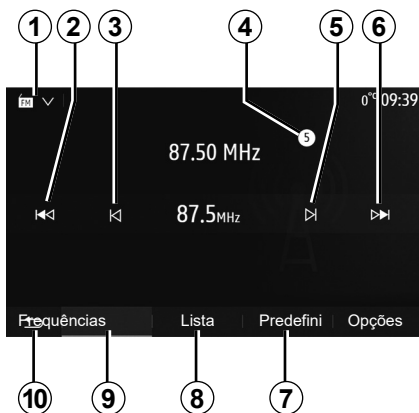 1 2 3 4 5 6
FM 0°C 09:39
5
87.50 MHz
87.5MHz
Frequências Lista Predefini Opções
10 9 8 7